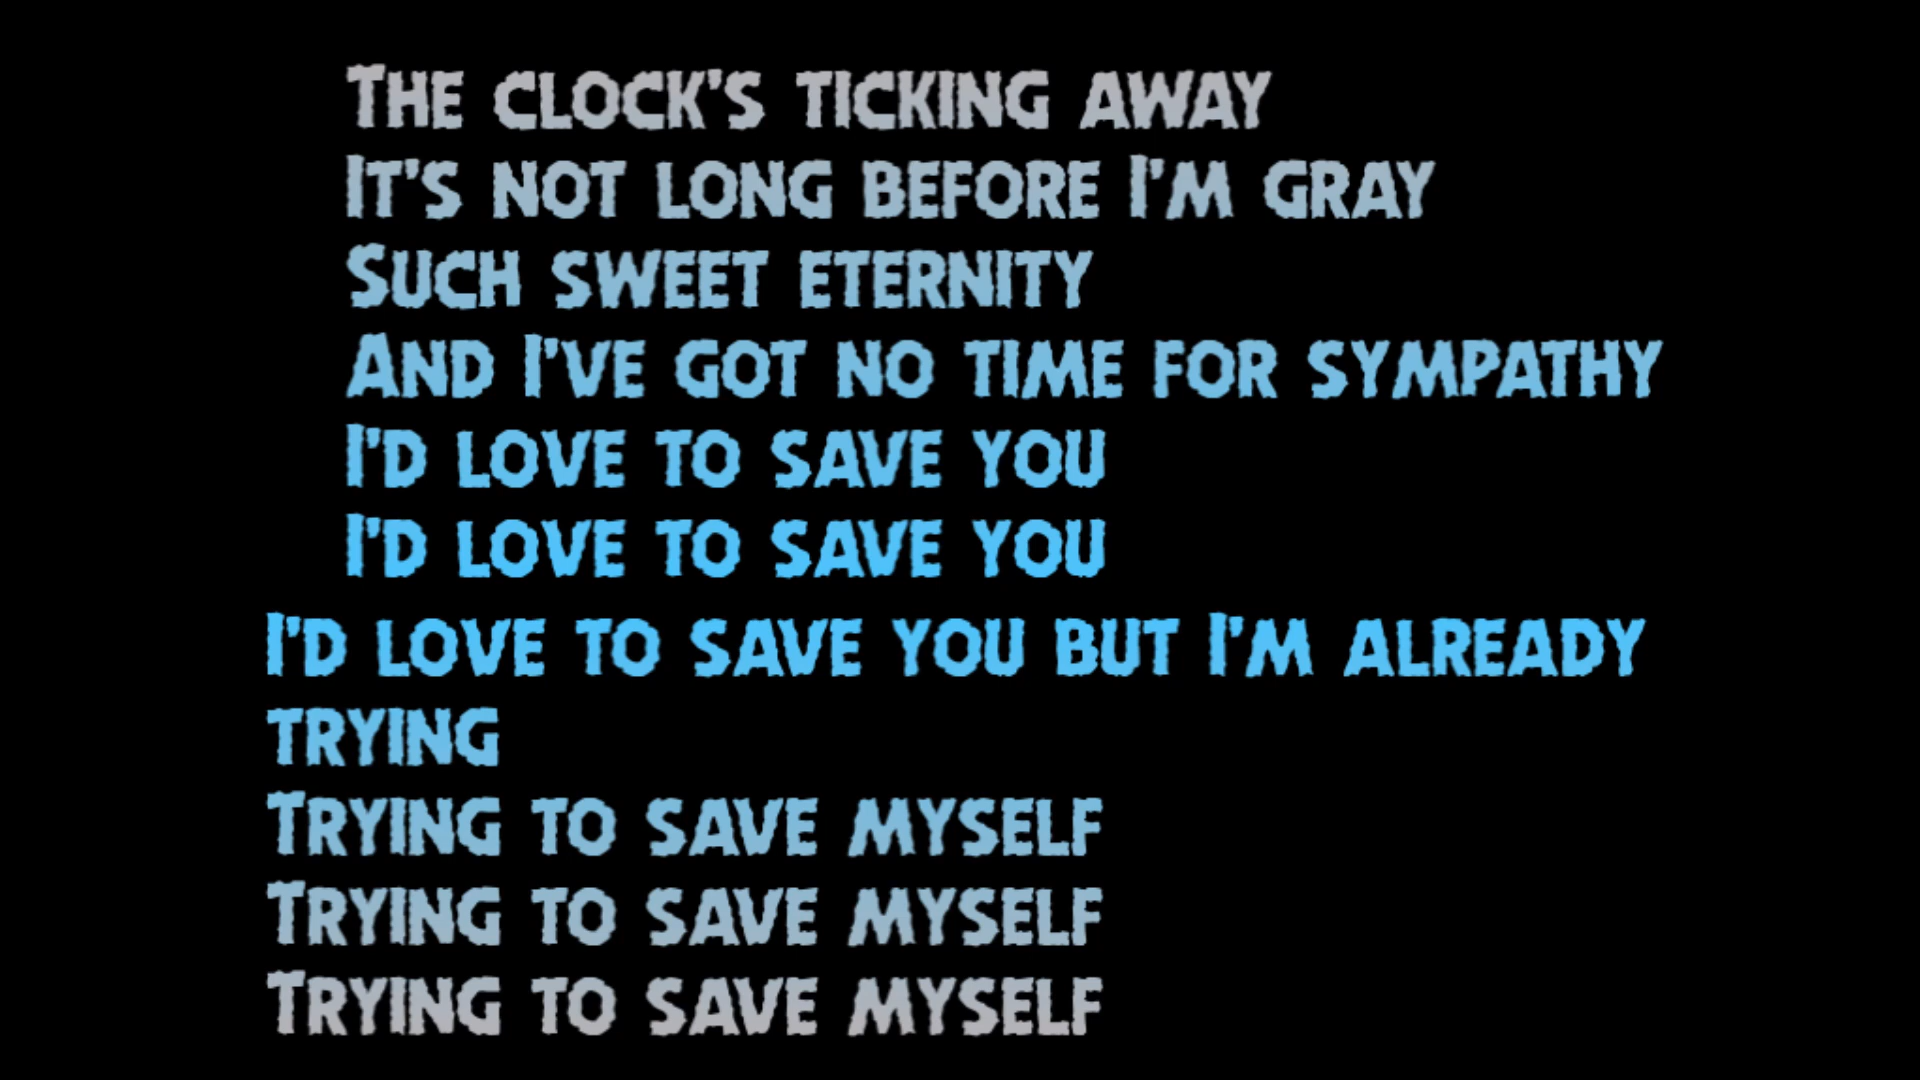 The clock's ticking away
It's not long before I'm gray
Such sweet eternity
And I've got no time for sympathy
I'd love to save you
I'd love to save you
I'd love to save you but I'm already
trying
Trying to save myself
Trying to save myself
Trying to save myself